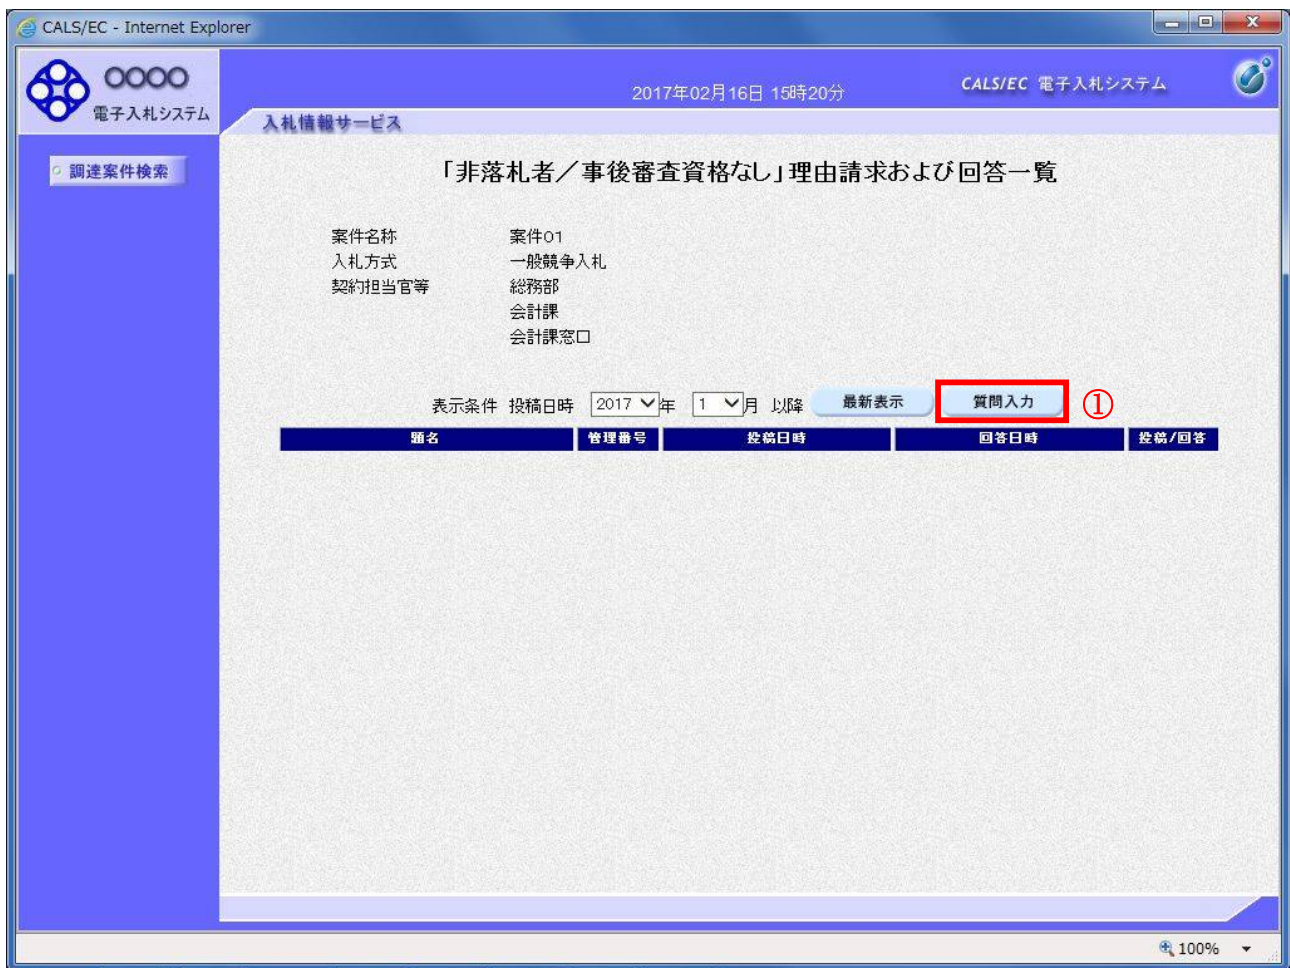 CALS/EC - Internet Explorer
OOOO
電子入札システム
2017年02月16日 15時20分
CALS/EC 電子入札システム
入札情報サービス
調達案件検索
「非落札者／事後審査資格なし」理由請求および回答一覧
案件名称 案件01
入札方式 一般競争入札
契約担当官等 総務部
会計課
会計課窓口
表示条件 投稿日時 2017 年 1 月 以降 最新表示 質問入力 ①
題名 管理番号 投稿日時 回答日時 投稿/回答
100%